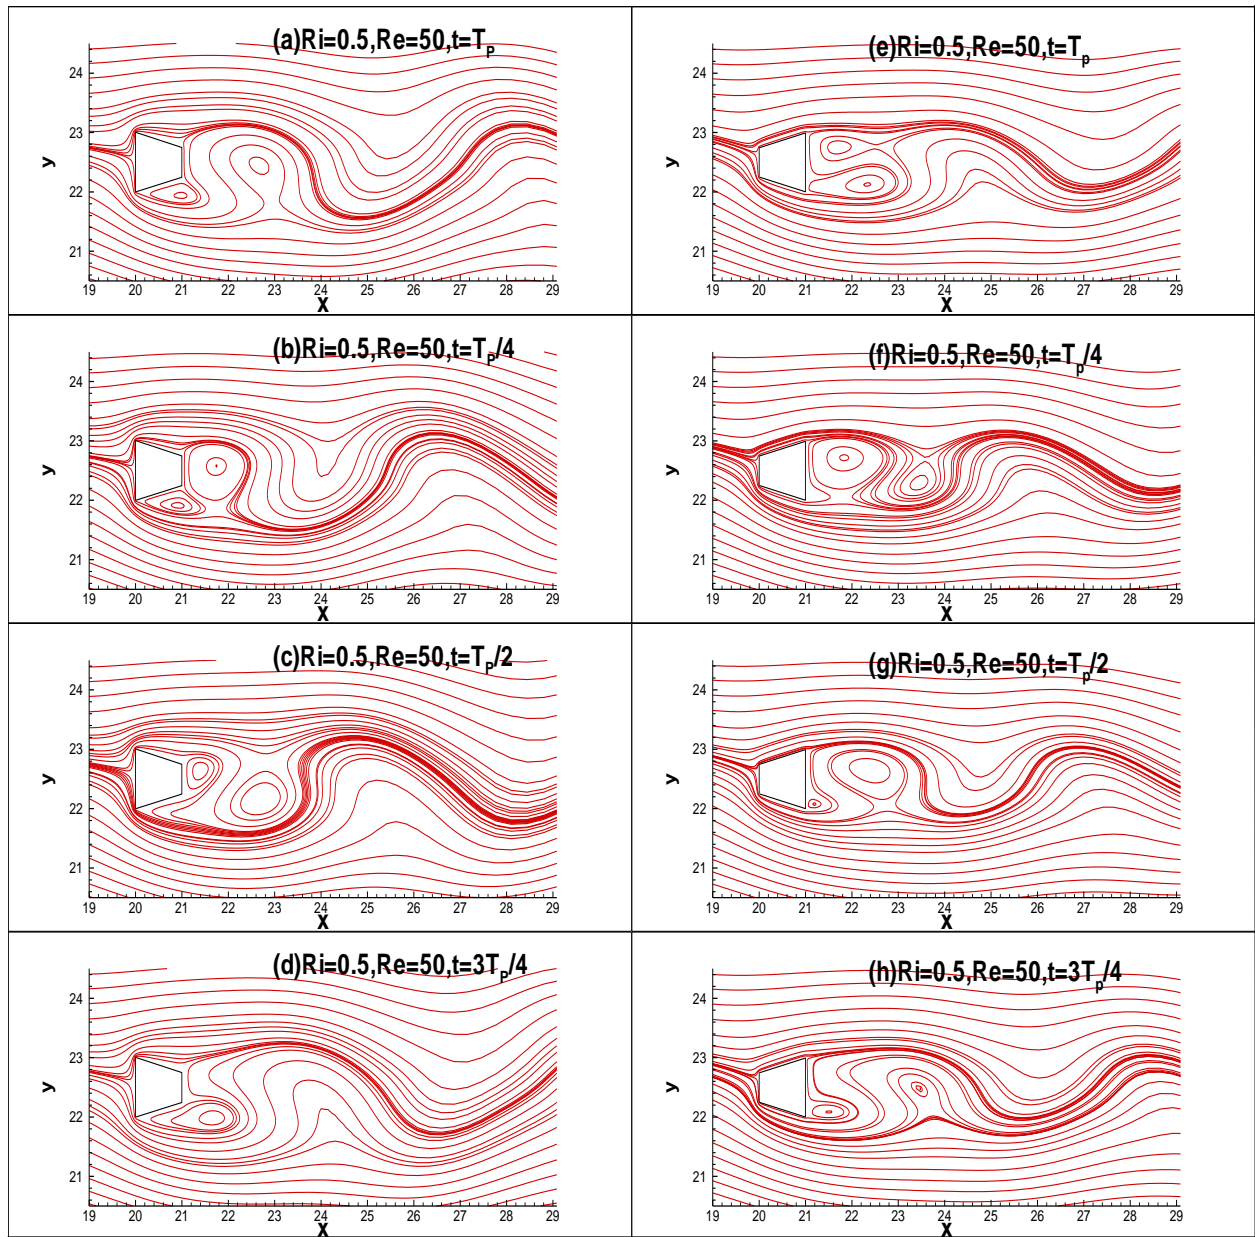 (a)Ri=0.5,Re=50,t=Tp
24
23
22
21
y
19 20 21 22 23 24 25 26 27 28 29
X
(e)Ri=0.5,Re=50,t=Tp
24
23
22
21
y
19 20 21 22 23 24 25 26 27 28 29
X
(b)Ri=0.5,Re=50,t=Tp/4
24
23
22
21
y
19 20 21 22 23 24 25 26 27 28 29
X
(f)Ri=0.5,Re=50,t=Tp/4
24
23
22
21
y
19 20 21 22 23 24 25 26 27 28 29
X
(c)Ri=0.5,Re=50,t=Tp/2
24
23
22
21
y
19 20 21 22 23 24 25 26 27 28 29
X
(g)Ri=0.5,Re=50,t=Tp/2
24
23
22
21
y
19 20 21 22 23 24 25 26 27 28 29
X
(d)Ri=0.5,Re=50,t=3Tp/4
24
23
22
21
y
19 20 21 22 23 24 25 26 27 28 29
X
(h)Ri=0.5,Re=50,t=3Tp/4
24
23
22
21
y
19 20 21 22 23 24 25 26 27 28 29
X